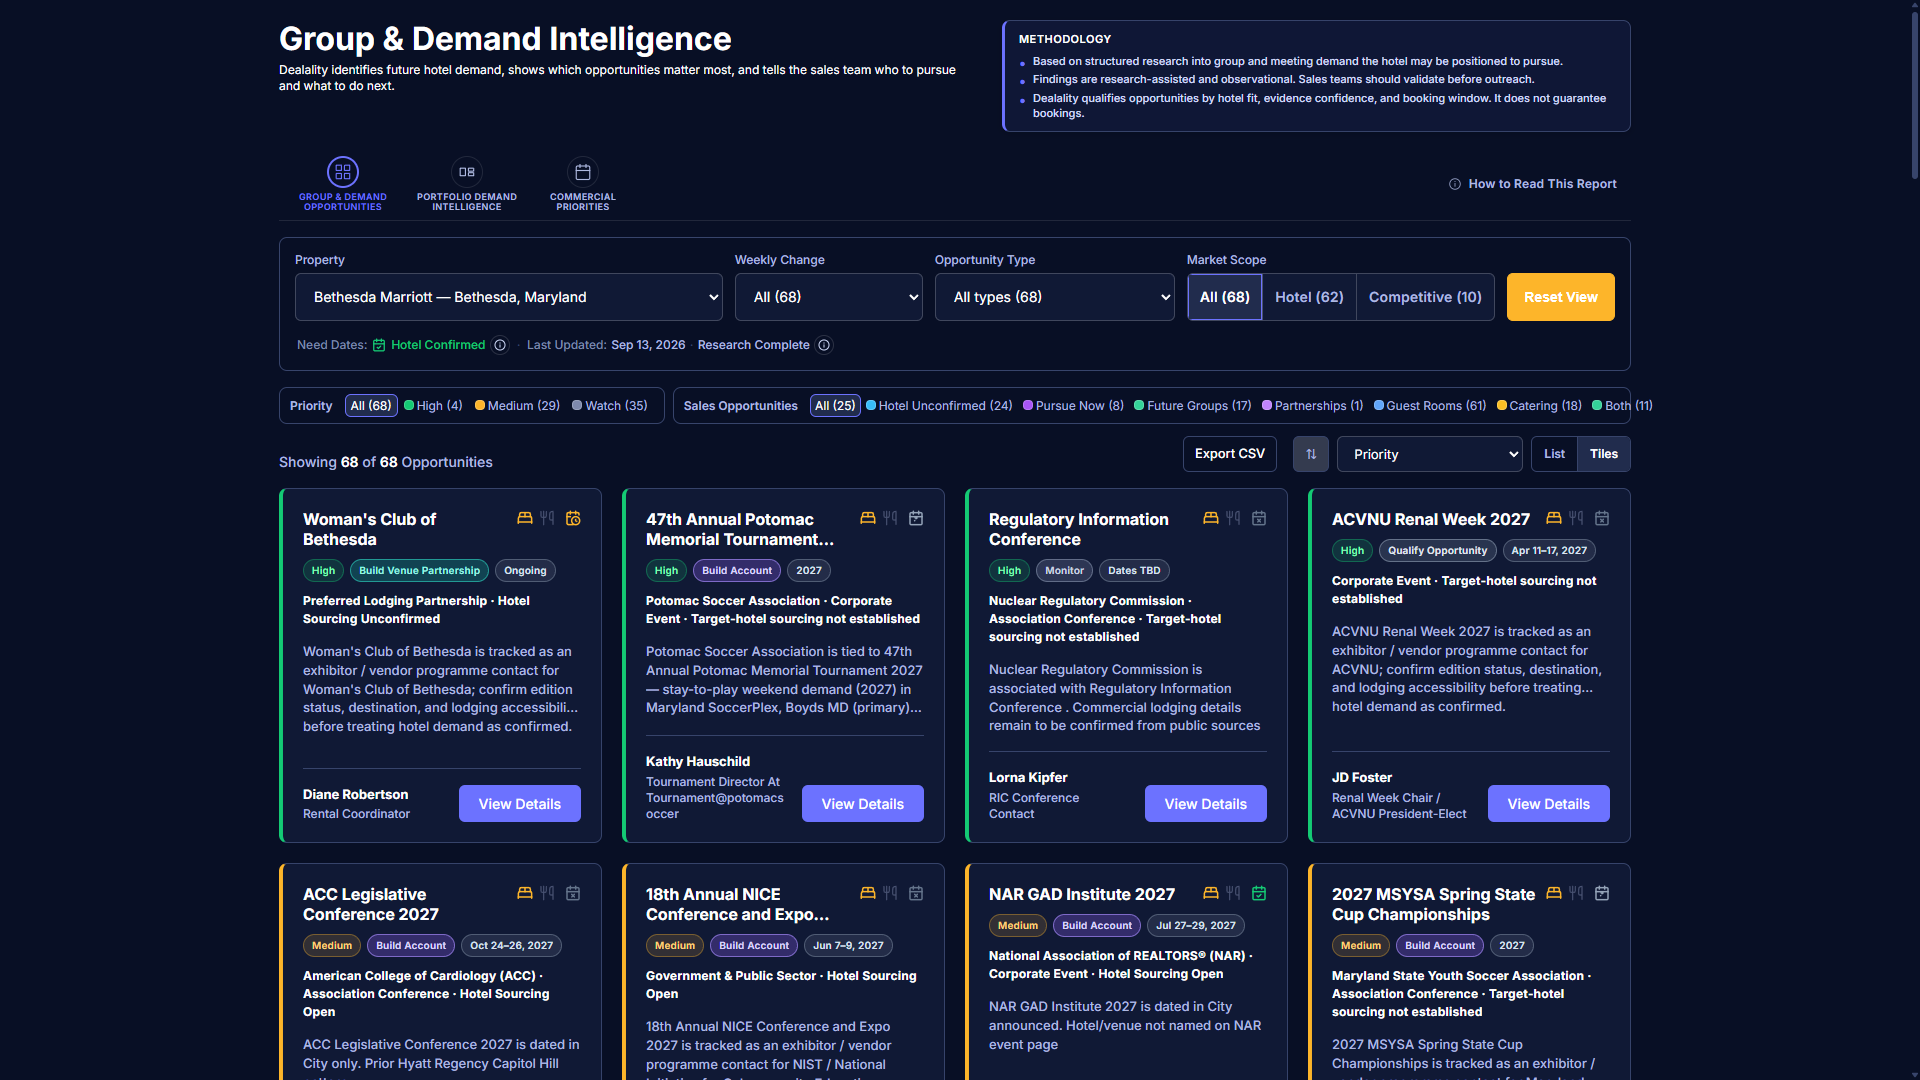 Group & Demand Intelligence
Dealality identifies future hotel demand, shows which opportunities matter most, and tells the sales team who to pursue
and what to do next.
METHODOLOGY
Based on structured research into group and meeting demand the hotel may be positioned to pursue.
Findings are research-assisted and observational. Sales teams should validate before outreach.
Dealality qualifies opportunities by hotel fit, evidence confidence, and booking window. It does not guarantee
bookings.
GROUP & DEMAND
OPPORTUNITIES
PORTFOLIO DEMAND
INTELLIGENCE
COMMERCIAL
PRIORITIES
How to Read This Report
Property
Weekly Change
Opportunity Type
Market Scope
Bethesda Marriott — Bethesda, Maryland
All (68)
All types (68)
All (68)
Hotel (62)
Competitive (10)
Reset View
Need Dates: Hotel Confirmed · Last Updated: Sep 13, 2026 · Research Complete
Priority All (68) High (4) Medium (29) Watch (35)
Sales Opportunities All (25) Hotel Unconfirmed (24) Pursue Now (8) Future Groups (17) Partnerships (1) Guest Rooms (61) Catering (18) Both (11)
Showing 68 of 68 Opportunities
Export CSV
Priority
List
Tiles
Woman's Club of
Bethesda
High
Build Venue Partnership
Ongoing
Preferred Lodging Partnership · Hotel
Sourcing Unconfirmed
Woman's Club of Bethesda is tracked as an
exhibitor / vendor programme contact for
Woman's Club of Bethesda; confirm edition
status, destination, and lodging accessibili...
before treating hotel demand as confirmed.
Diane Robertson
Rental Coordinator
View Details
47th Annual Potomac
Memorial Tournament...
High
Build Account
2027
Potomac Soccer Association · Corporate
Event · Target-hotel sourcing not established
Potomac Soccer Association is tied to 47th
Annual Potomac Memorial Tournament 2027
— stay-to-play weekend demand (2027) in
Maryland SoccerPlex, Boyds MD (primary)...
Kathy Hauschild
Tournament Director At
Tournament@potomacs
occer
View Details
Regulatory Information
Conference
High
Monitor
Dates TBD
Nuclear Regulatory Commission ·
Association Conference · Target-hotel
sourcing not established
Nuclear Regulatory Commission is
associated with Regulatory Information
Conference . Commercial lodging details
remain to be confirmed from public sources
Lorna Kipfer
RIC Conference
Contact
View Details
ACVNU Renal Week 2027
High
Qualify Opportunity
Apr 11–17, 2027
Corporate Event · Target-hotel sourcing not
established
ACVNU Renal Week 2027 is tracked as an
exhibitor / vendor programme contact for
ACVNU; confirm edition status, destination,
and lodging accessibility before treating...
hotel demand as confirmed.
JD Foster
Renal Week Chair /
ACVNU President-Elect
View Details
ACC Legislative
Conference 2027
Medium
Build Account
Oct 24–26, 2027
American College of Cardiology (ACC) ·
Association Conference · Hotel Sourcing
Open
ACC Legislative Conference 2027 is dated in
City only. Prior Hyatt Regency Capitol Hill
18th Annual NICE
Conference and Expo...
Medium
Build Account
Jun 7–9, 2027
Government & Public Sector · Hotel Sourcing
Open
18th Annual NICE Conference and Expo
2027 is tracked as an exhibitor / vendor
programme contact for NIST / National
NAR GAD Institute 2027
Medium
Build Account
Jul 27–29, 2027
National Association of REALTORS® (NAR) ·
Corporate Event · Hotel Sourcing Open
NAR GAD Institute 2027 is dated in City
announced. Hotel/venue not named on NAR
event page
2027 MSYSA Spring State
Cup Championships
Medium
Build Account
2027
Maryland State Youth Soccer Association ·
Association Conference · Target-hotel
sourcing not established
2027 MSYSA Spring State Cup
Championships is tracked as an exhibitor /